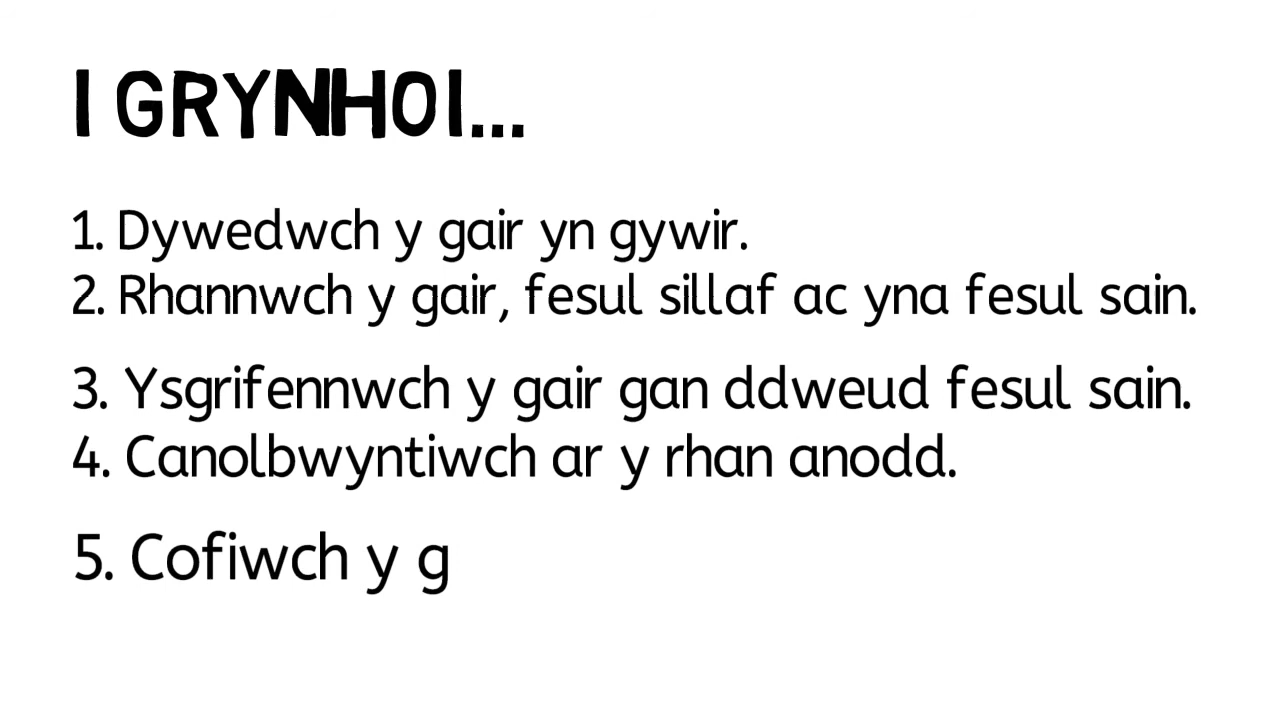 I GRYNHOI...
1. Dywedwch y gair yn gywir.
2. Rhannwch y gair, fesul sillaf ac yna fesul sain.
3. Ysgrifennwch y gair gan ddweud fesul sain.
4. Canolbwyntiwch ar y rhan anodd.
5. Cofiwch y g